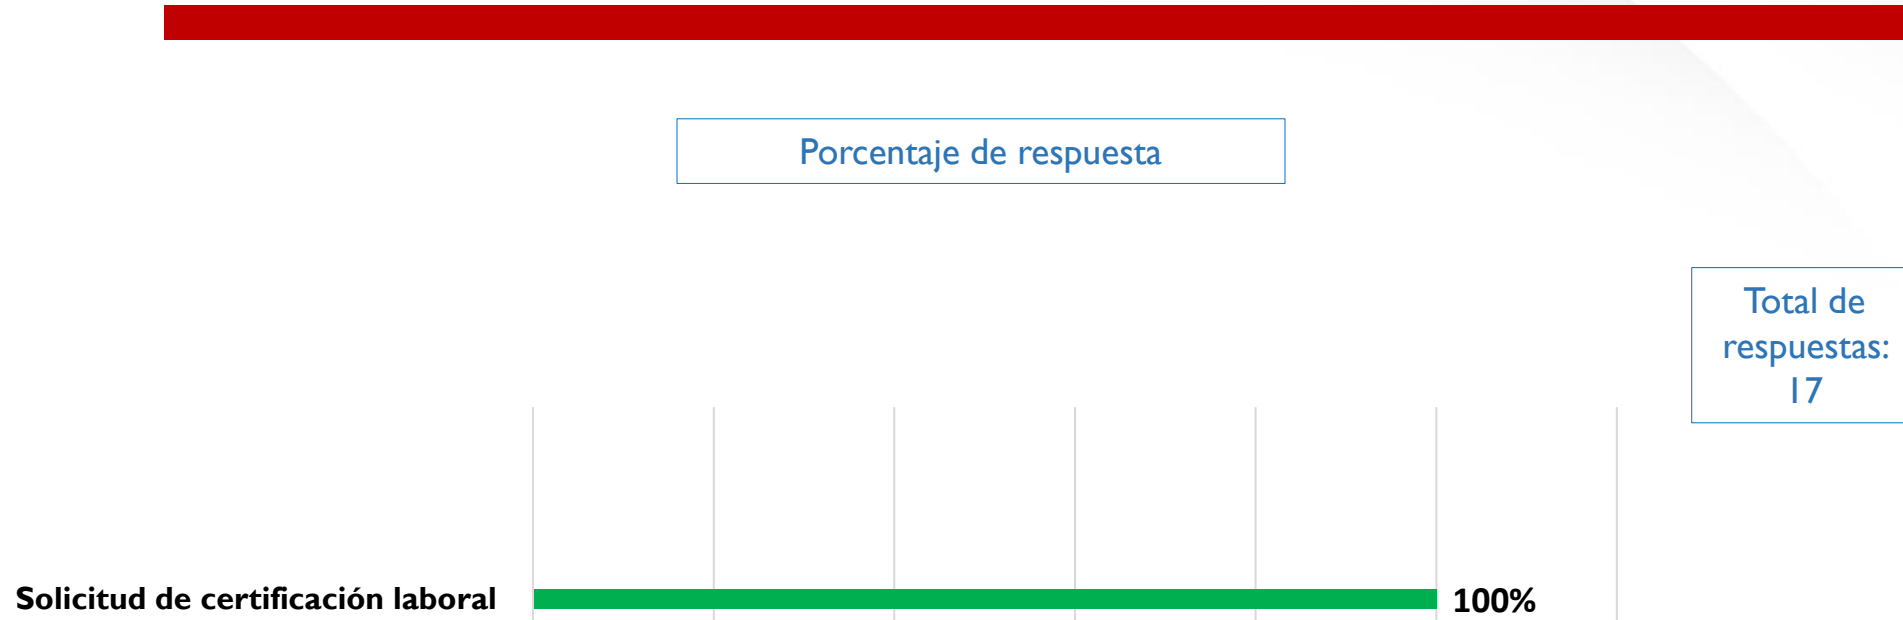 Porcentaje de respuesta
Total de
respuestas:
17
Solicitud de certificación laboral
100%